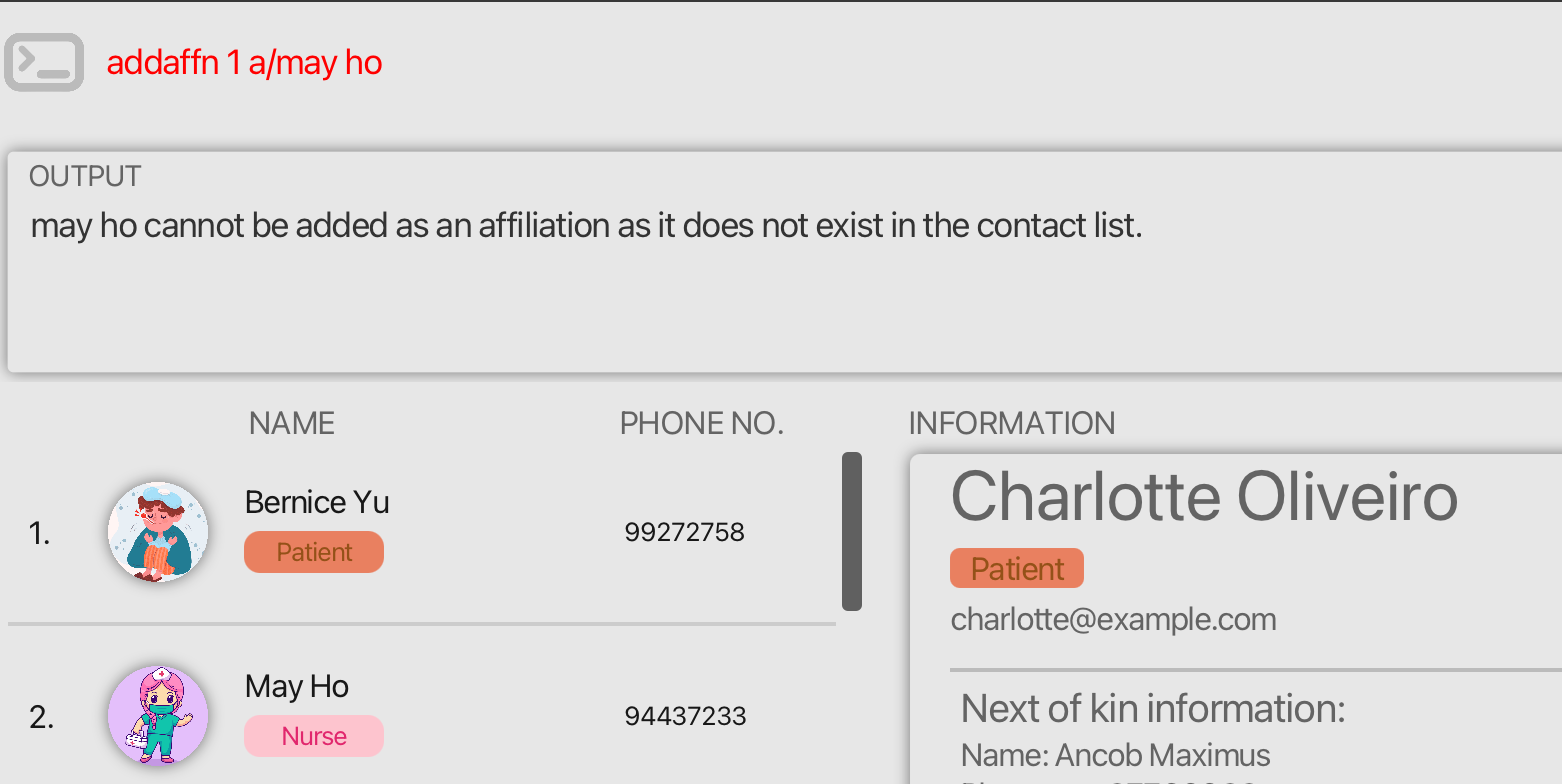 addaffn 1 a/may ho
OUTPUT
may ho cannot be added as an affiliation as it does not exist in the contact list.
NAME PHONE NO.
1. Bernice Yu 99272758
Patient
2. May Ho 94437233
Nurse
INFORMATION
Charlotte Oliveiro
Patient
charlotte@example.com
Next of kin information:
Name: Ancob Maximus